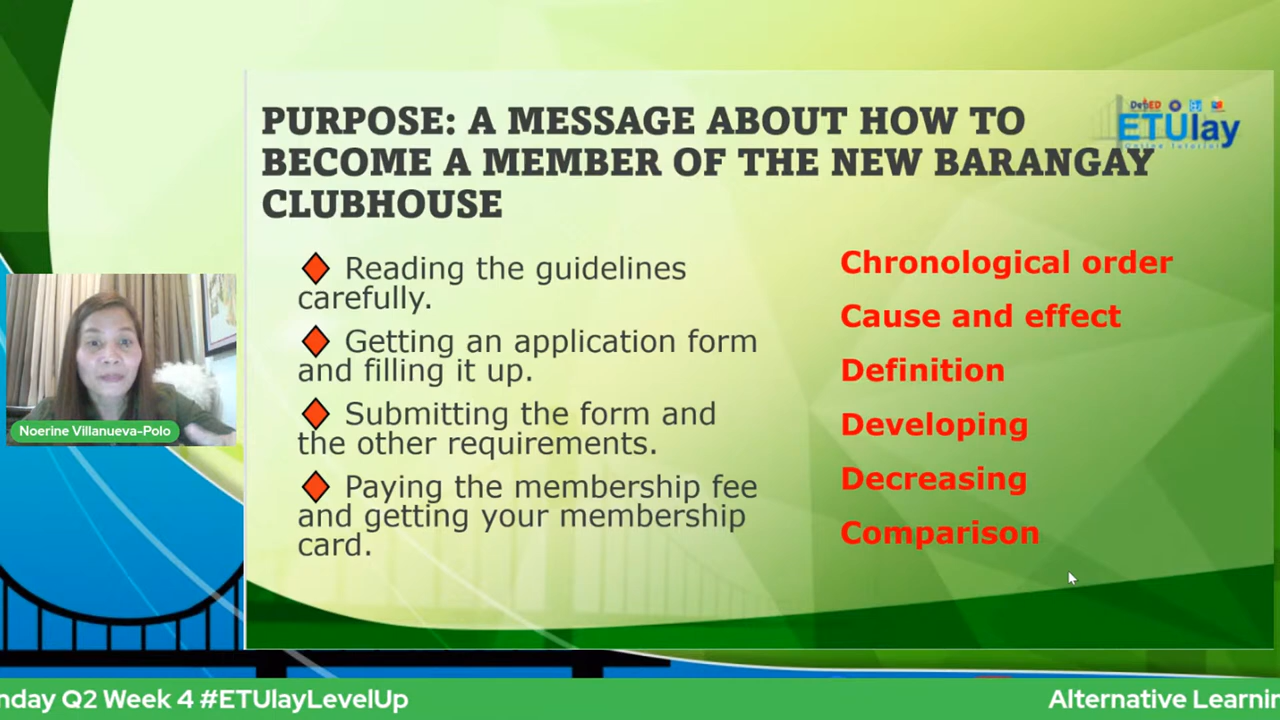 PURPOSE: A MESSAGE ABOUT HOW TO
BECOME A MEMBER OF THE NEW BARANGAY
CLUBHOUSE
DepED
ETUlay
Online Tutorial
Reading the guidelines
carefully.
Getting an application form
and filling it up.
Submitting the form and
the other requirements.
Paying the membership fee
and getting your membership
card.
Chronological order
Cause and effect
Definition
Developing
Decreasing
Comparison
Noerine Villanueva-Polo
nday Q2 Week 4 #ETUlayLevelUp
Alternative Learnin